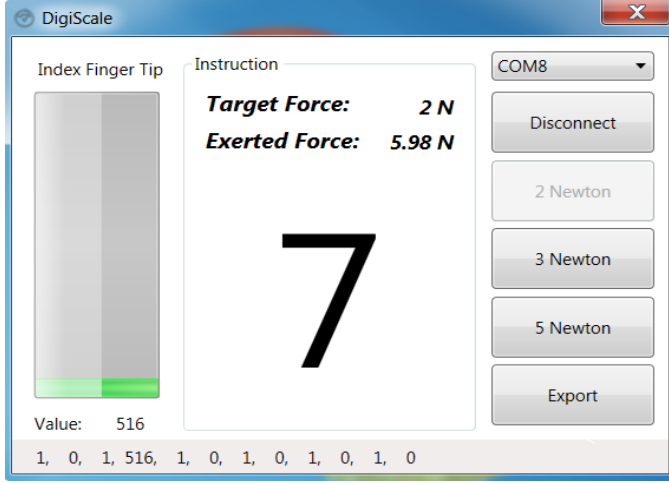 DigiScale
Index Finger Tip
Value: 516
Instruction
Target Force: 2 N
Exerted Force: 5.98 N
7
COM8
Disconnect
2 Newton
3 Newton
5 Newton
Export
1, 0, 1, 516, 1, 0, 1, 0, 1, 0, 1, 0